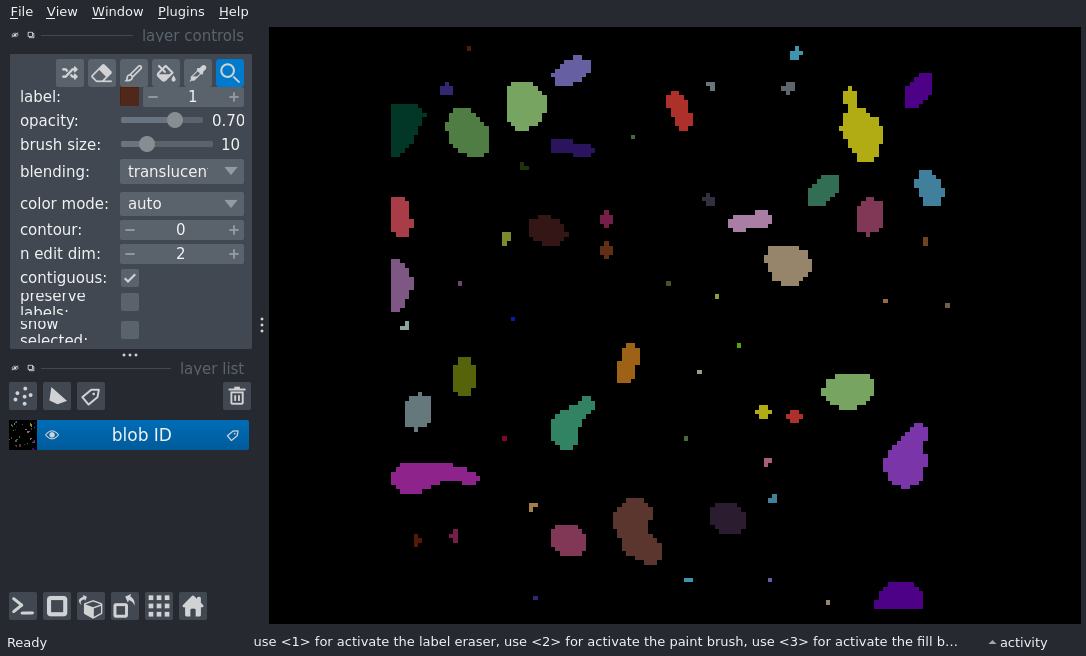 File View Window Plugins Help
layer controls
label: 1
opacity: 0.70
brush size: 10
blending: translucen
color mode: auto
contour: 0
n edit dim: 2
contiguous:
preserve
labels:
show
selected:
layer list
blob ID
Ready use <1> for activate the label eraser, use <2> for activate the paint brush, use <3> for activate the fill b... activity